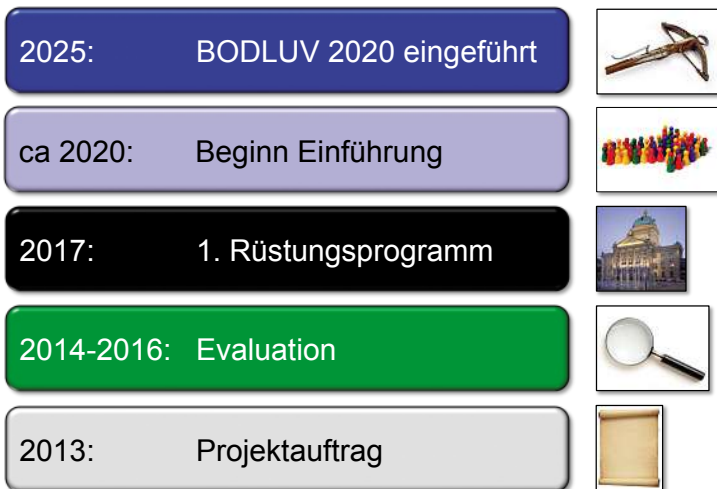 2025: BODLUV 2020 eingeführt
ca 2020: Beginn Einführung
2017: 1. Rüstungsprogramm
2014-2016: Evaluation
2013: Projektauftrag